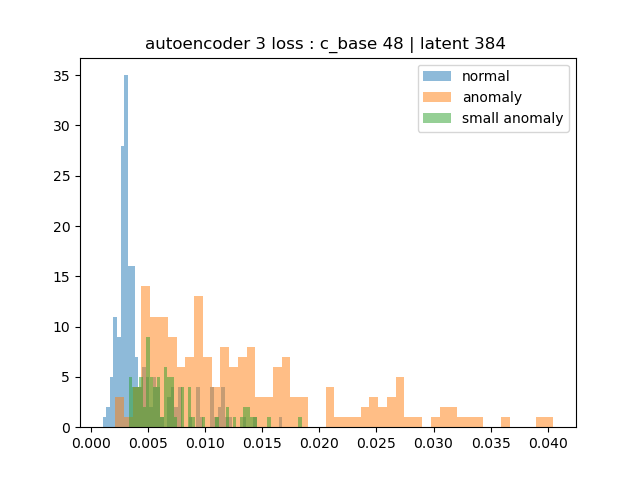 autoencoder 3 loss : c_base 48 | latent 384
normal
anomaly
small anomaly
35
30
25
20
15
10
5
0
0.000 0.005 0.010 0.015 0.020 0.025 0.030 0.035 0.040